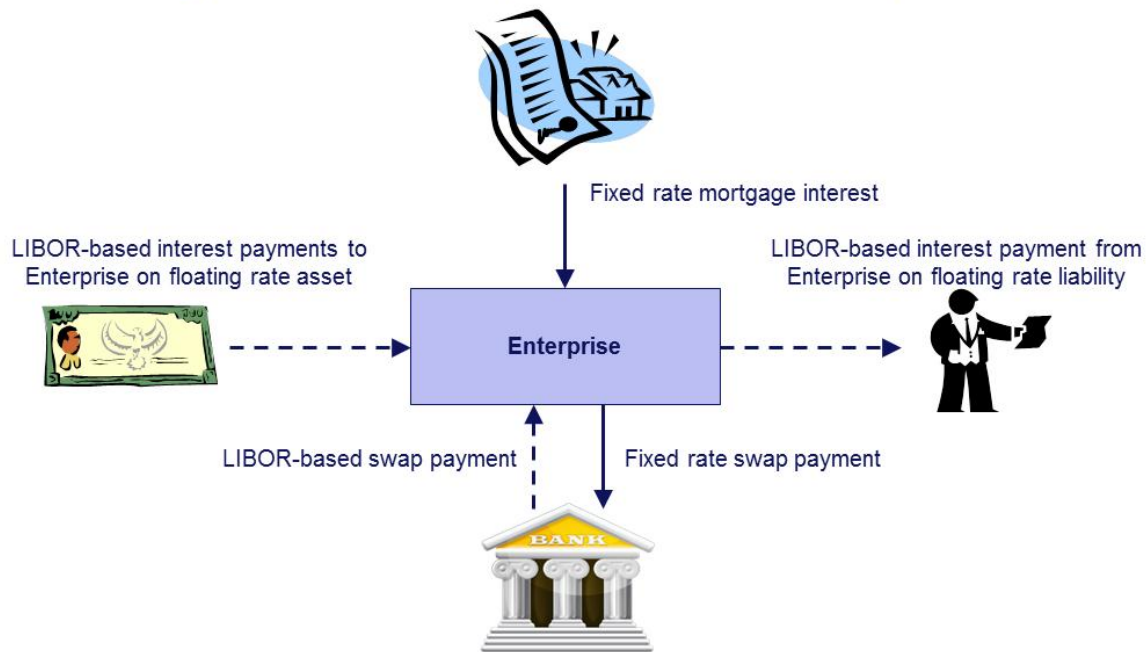 Fixed rate mortgage interest
LIBOR-based interest payments to
Enterprise on floating rate asset
LIBOR-based interest payment from
Enterprise on floating rate liability
Enterprise
LIBOR-based swap payment
Fixed rate swap payment
BANK